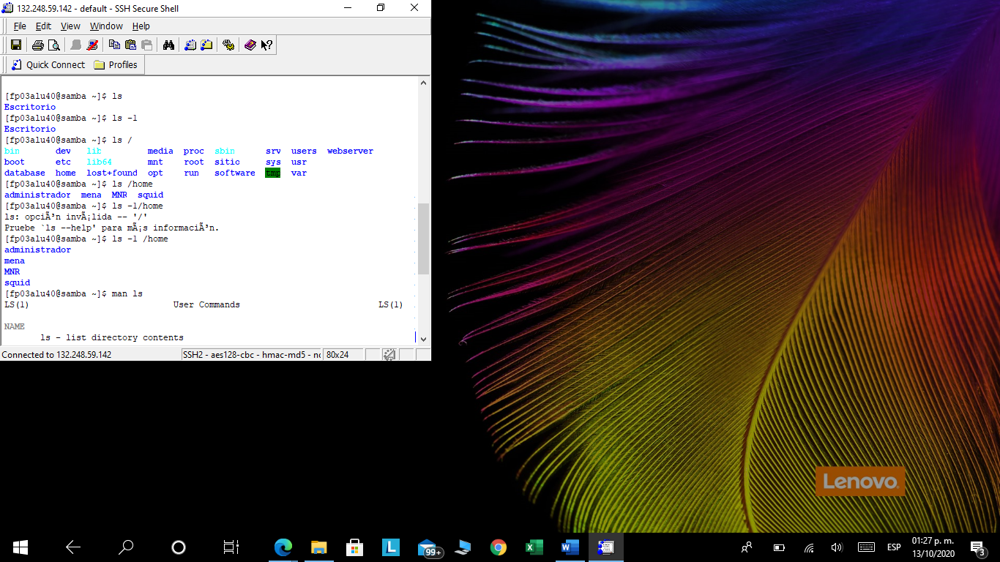 132.248.59.142 - default - SSH Secure Shell
File Edit View Window Help
Quick Connect Profiles
[fp03alu40@samba ~]$ ls
Escritorio
[fp03alu40@samba ~]$ ls -l
Escritorio
[fp03alu40@samba ~]$ ls /
bin dev lib media proc sbin srv users webserver
boot etc lib64 mnt root sitio sys usr
database home lost+found opt run software tmp var
[fp03alu40@samba ~]$ ls /home
administrador mena MNR squid
[fp03alu40@samba ~]$ ls -1/home
ls: opciÃ³n invÃ¡lida -- '/'
Pruebe `ls --help' para mÃ¡s informaciÃ³n.
[fp03alu40@samba ~]$ ls -1 /home
administrador
mena
MNR
squid
[fp03alu40@samba ~]$ man ls
LS(1) User Commands LS(1)
NAME
ls - list directory contents
Connected to 132.248.59.142 SSH2 - aes128-cbc - hmac-md5 - nc 80x24
Lenovo
L 99+ ESP 01:27 p. m.
13/10/2020 3